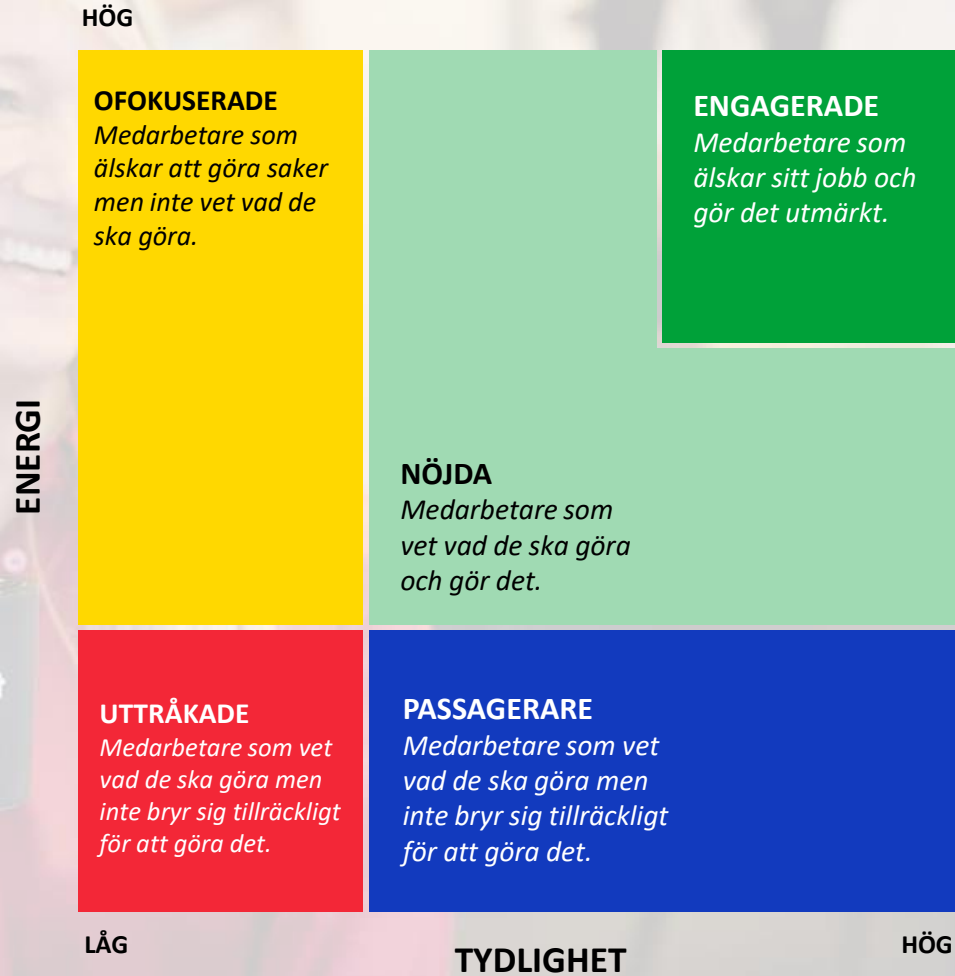 HÖG
OFOKUSERADE
Medarbetare som
älskar att göra saker
men inte vet vad de
ska göra.
ENGAGERADE
Medarbetare som
älskar sitt jobb och
gör det utmärkt.
ENERGI
NÖJDA
Medarbetare som
vet vad de ska göra
och gör det.
UTTRÅKADE
Medarbetare som vet
vad de ska göra men
inte bryr sig tillräckligt
för att göra det.
PASSAGERARE
Medarbetare som vet
vad de ska göra men
inte bryr sig tillräckligt
för att göra det.
LÅG
TYDLIGHET
HÖG